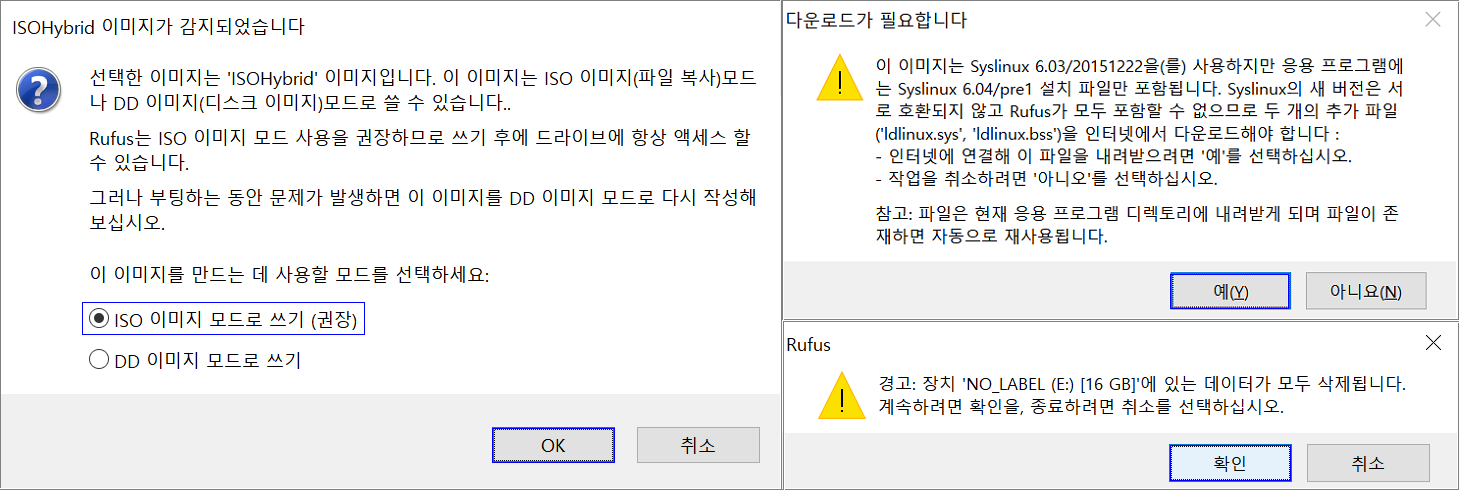 ISOHybrid 이미지가 감지되었습니다
선택한 이미지는 'ISOHybrid' 이미지입니다. 이 이미지는 ISO 이미지(파일 복사)모드
나 DD 이미지(디스크 이미지)모드로 쓸 수 있습니다..
Rufus는 ISO 이미지 모드 사용을 권장하므로 쓰기 후에 드라이브에 항상 액세스 할
수 있습니다.
그러나 부팅하는 동안 문제가 발생하면 이 이미지를 DD 이미지 모드로 다시 작성해
보십시오.
이 이미지를 만드는 데 사용할 모드를 선택하세요:
ISO 이미지 모드로 쓰기 (권장)
DD 이미지 모드로 쓰기
OK
취소
다운로드가 필요합니다
이 이미지는 Syslinux 6.03/20151222을(를) 사용하지만 응용 프로그램에
는 Syslinux 6.04/pre1 설치 파일만 포함됩니다. Syslinux의 새 버전은 서
로 호환되지 않고 Rufus가 모두 포함할 수 없으므로 두 개의 추가 파일
('ldlinux.sys', 'ldlinux.bss')을 인터넷에서 다운로드해야 합니다 :
- 인터넷에 연결해 이 파일을 내려받으려면 '예'를 선택하십시오.
- 작업을 취소하려면 '아니오'를 선택하십시오.
참고: 파일은 현재 응용 프로그램 디렉토리에 내려받게 되며 파일이 존
재하면 자동으로 재사용됩니다.
예(Y)
아니요(N)
Rufus
경고: 장치 'NO_LABEL (E:) [16 GB]'에 있는 데이터가 모두 삭제됩니다.
계속하려면 확인을, 종료하려면 취소를 선택하십시오.
확인
취소